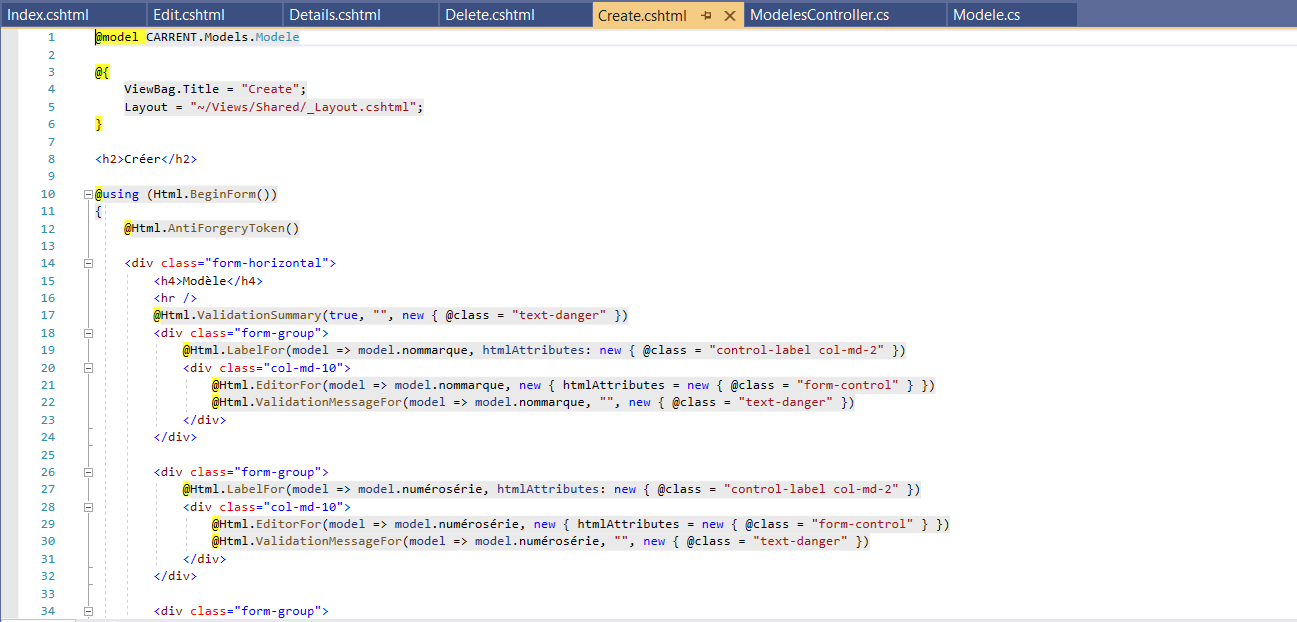 Index.cshtml Edit.cshtml Details.cshtml Delete.cshtml Create.cshtml ModelesController.cs Modele.cs
1 @model CARRENT.Models.Modele
2
3 @{
4 ViewBag.Title = "Create";
5 Layout = "~/Views/Shared/_Layout.cshtml";
6 }
7
8 <h2>Créer</h2>
9
10 @using (Html.BeginForm())
11 {
12 @Html.AntiForgeryToken()
13
14 <div class="form-horizontal">
15 <h4>Modèle</h4>
16 <hr />
17 @Html.ValidationSummary(true, "", new { @class = "text-danger" })
18 <div class="form-group">
19 @Html.LabelFor(model => model.nommarque, htmlAttributes: new { @class = "control-label col-md-2" })
20 <div class="col-md-10">
21 @Html.EditorFor(model => model.nommarque, new { htmlAttributes = new { @class = "form-control" } })
22 @Html.ValidationMessageFor(model => model.nommarque, "", new { @class = "text-danger" })
23 </div>
24 </div>
25
26 <div class="form-group">
27 @Html.LabelFor(model => model.numérosérie, htmlAttributes: new { @class = "control-label col-md-2" })
28 <div class="col-md-10">
29 @Html.EditorFor(model => model.numérosérie, new { htmlAttributes = new { @class = "form-control" } })
30 @Html.ValidationMessageFor(model => model.numérosérie, "", new { @class = "text-danger" })
31 </div>
32 </div>
33
34 <div class="form-group">